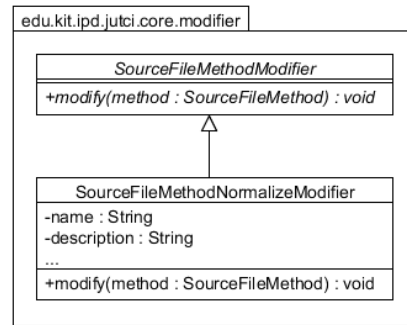 edu.kit.ipd.jutci.core.modifier
SourceFileMethodModifier
+modify(method : SourceFileMethod) : void
SourceFileMethodNormalizeModifier
-name : String
-description : String
...
+modify(method : SourceFileMethod) : void